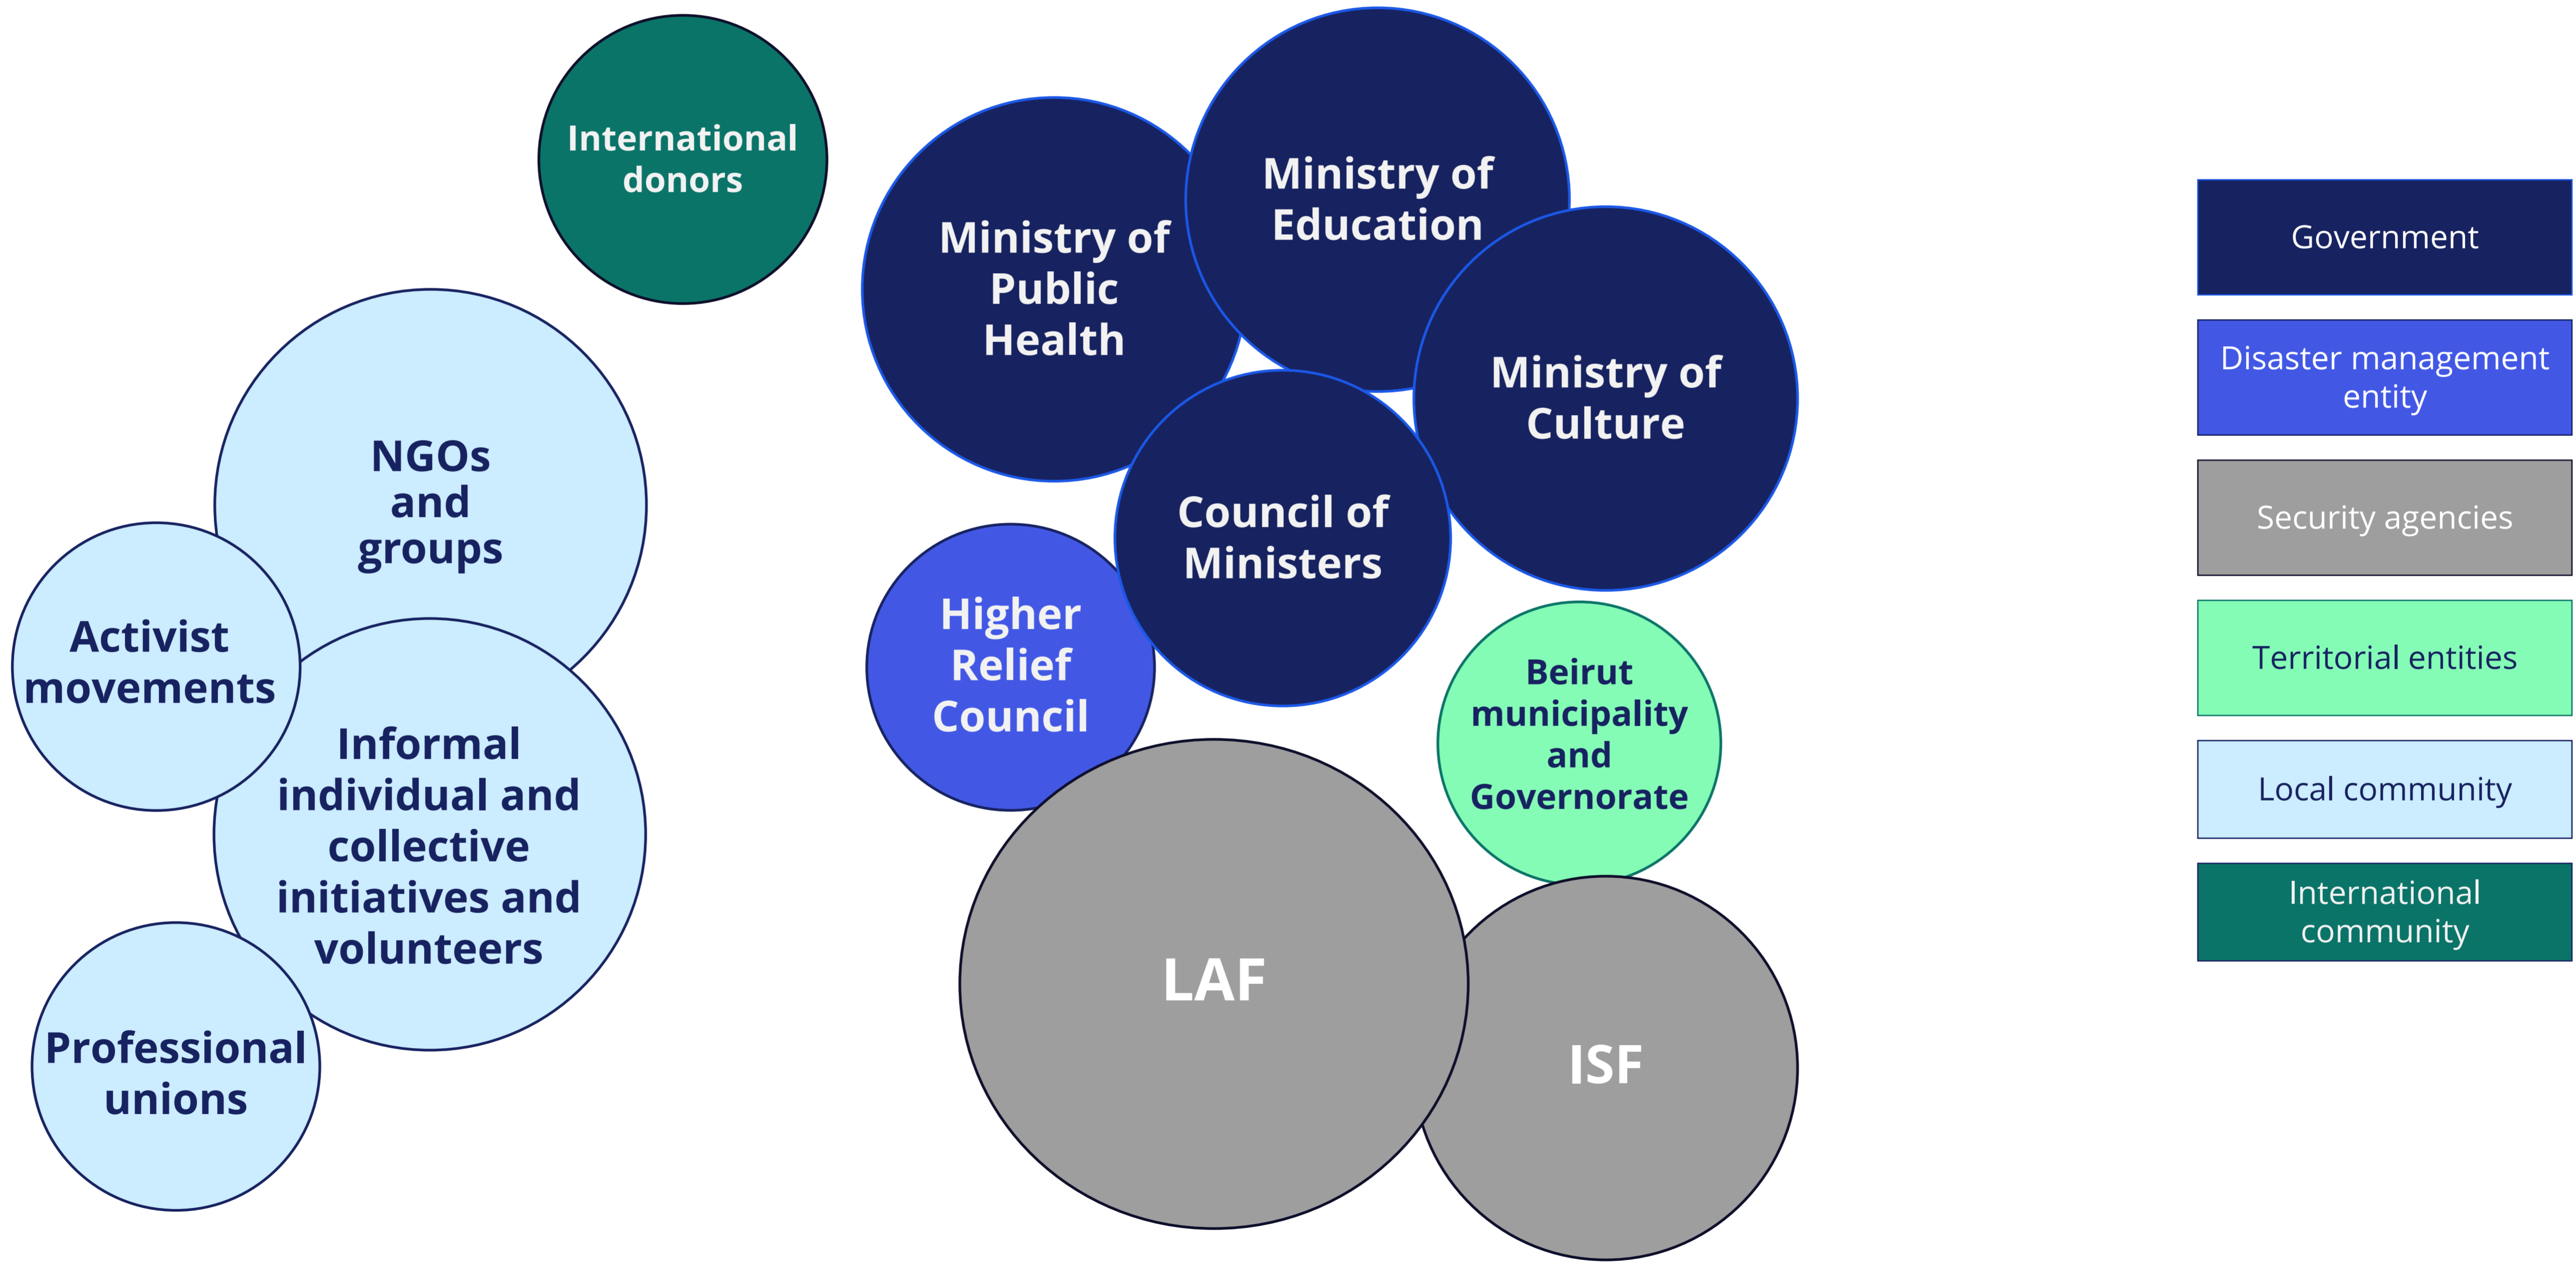 International
donors
Ministry of
Public
Health
Ministry of
Education
Ministry of
Culture
Council of
Ministers
Higher
Relief
Council
Beirut
municipality
and
Governorate
LAF
ISF
NGOs
and
groups
Activist
movements
Informal
individual and
collective
initiatives and
volunteers
Professional
unions
Government
Disaster management
entity
Security agencies
Territorial entities
Local community
International
community